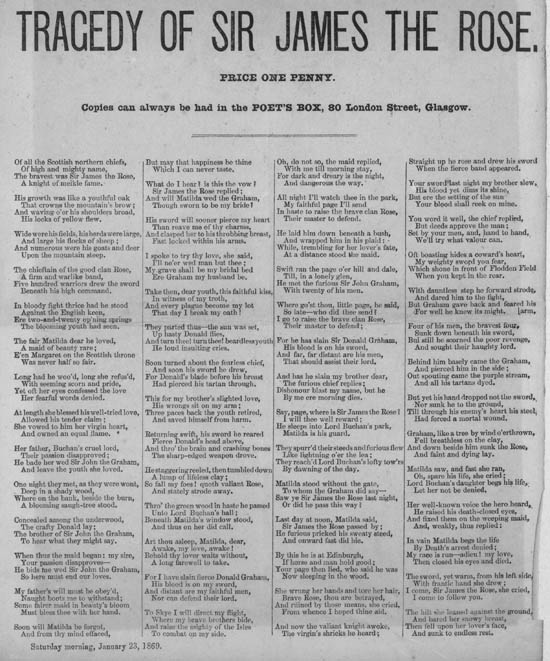 TRAGEDY OF SIR JAMES THE ROSE.
PRICE ONE PENNY.
Copies can always be had in the POET'S BOX, 80 London Street, Glasgow.
Of all the Scottish northern chiefs,
Of high and mighty name,
The bravest was Sir James the Rose,
A knight of meikle fame.
His growth was like a youthful oak
That crowns the mountain's brow;
And waving o'er his shoulders broad,
His locks of yellow flew.
Wide were his fields, his herds were large,
And large his flocks of sheep;
And numerous were his goats and deer
Upon the mountain steep.
The chieftain of the good clan Rose,
A firm and warlike band,
Five hundred warriors drew the sword
Beneath his high command.
In bloody fight thrice had he stood
Against the English keen,
Ere two-and-twenty op'ning springs
The blooming youth had seen.
The fair Matilda dear he loved,
A maid of beauty rare;
E'en Margaret on the Scottish throne
Was never half so fair.
Long had he woo'd, long she refus'd,
With seeming scorn and pride,
Yet oft her eyes confessed the love
Her fearful words denied.
At length she blessed his well-tried love,
Allowed his tender claim;
She vowed to him her virgin heart,
And owned an equal flame.
Her father, Buchan's cruel lord,
Their passion disapproved;
He bade her wed Sir John the Graham,
And leave the youth she loved.
One night they met, as they were wont,
Deep in a shady wood,
Where on the bank, beside the burn,
A blooming saugh-tree stood.
Concealed among the underwood,
The crafty Donald lay;
The brother of Sir John the Graham,
To hear what they might say.
When thus the maid began: my sire,
Your passion disapproves—
He bids me wed Sir John the Graham,
So here must end our loves.
My father's will must be obey'd,
Naught boots me to withstand;
Some fairer maid in beauty's bloom
Must bless thee with her hand.
Soon will Matilda be forgot,
And from thy mind effaced,
But may that happiness be thine
Which I can never taste.
What do I hear? is this the vow?
Sir James the Rose replied;
And will Matilda wed the Graham,
Though sworn to be my bride?
His sword will sooner pierce my heart
Than reave me of thy charms,
And clasped her to his throbbing breast,
Fast locked within his arms.
I spoke to try thy love, she said,
I'll ne'er wed man but thee;
My grave shall be my bridal bed
Ere Graham my husband be.
Take then, dear youth, this faithful kiss,
In witness of my troth,
And every plague become my lot
That day I break my oath!
They parted thus—the sun was set,
Up hasty Donald flies,
And turn thee! turn thee! beardless youth
He loud insulting cries.
Soon turned about the fearless chief,
And soon his sword he drew,
For Donald's blade before his breast
Had pierced his tartan through.
This for my brother's slighted love,
His wrongs sit on my arm;
Three paces back the youth retired,
And saved himself from harm.
Returning swift, his sword he reared
Fierce Donald's head above,
And thro' the brain and crashing bones
The sharp-edged weapon drove.
He staggering reeled, then tumbled down
A lump of lifeless clay;
So fall my foes! quoth valiant Rose,
And stately strode away.
Thro' the green wood in haste he passed
Unto Lord Buchan's hall;
Beneath Matilda's window stood,
And thus on her did call.
Art thou asleep, Matilda, dear,
Awake, my love, awake!
Behold thy lover waits without,
A long farewell to take.
For I have slain fierce Donald Graham,
His blood is on my sword,
And distant are my faithful men,
Nor can defend their lord.
To Skye I will direct my flight,
Where my brave brothers bide,
And raise the mighty of the Isles
To combat on my side.
Oh, do not so, the maid replied,
With me till morning stay,
For dark and dreary is the night,
And dangerous the way.
All night I'll watch thee in the park,
My faithful page I'll send
In haste to raise the brave clan Rose,
Their master to defend.
He laid him down beneath a bush,
And wrapped him in his plaid:
While, trembling for her lover's fate,
At a distance stood the maid.
Swift ran the page o'er hill and dale,
Till, in a lonely glen,
He met the furious Sir John Graham,
With twenty of his men.
Where go'st thou, little page, he said,
So late—who did thee send?
I go to raise the brave clan Rose,
Their master to defend;
For he has slain Sir Donald Graham,
His blood is on his sword,
And far, far distant are his men,
That should assist their lord.
And has he slain my brother dear,
The furious chief replies;
Dishonour blast my name, but he
By me ere morning dies.
Say, page, where is Sir James the Rose?
I will thee well reward;
He sleeps into Lord Buchan's park,
Matilda is his guard.
They spurr'd their steeds and furious flew
Like lightning o'er the lea;
They reach'd Lord Buchan's lofty tow'rs
By dawning of the day.
Matilda stood without the gate,
To whom the Graham did say—
Saw ye Sir James the Rose last night,
Or did he pass this way?
Last day at noon, Matilda said,
Sir James the Rose passed by;
He furious pricked his sweaty steed,
And onward fast did hie.
By this he is at Edinburgh,
If horse and man hold good;
Your page then lied, who said he was
Now sleeping in the wood.
She wrung her hands and tore her hair,
Brave Rose, thou art betrayed,
And ruined by those means, she cried,
From whence I hoped thine aid.
And now the valiant knight awoke,
The virgin's shrieks he heard;
Straight up he rose and drew his sword
When the fierce band appeared.
Your sword last night my brother slew,
His blood yet dims its shine,
But ere the setting of the sun
Your blood shall reek on mine.
You word it well, the chief replied,
But deeds approve the man;
Set by your men, and, hand to hand,
We'll try what valour can.
Oft boasting hides a coward's heart,
My weighty sword you fear,
Which shone in front of Flodden Field
When you kept in the rear.
With dauntless step he forward strode,
And dared him to the fight,
But Graham gave back and feared his
For well he knew its might. [arm,
Four of his men, the bravest four,
Sunk down beneath his sword,
But still he scorned the poor revenge,
And sought their haughty lord.
Behind him basely came the Graham,
And pierced him in the side;
Out spouting came the purple stream,
And all his tartans dyed.
But yet his hand dropped not the sword,
Nor sunk he to the ground,
Till through his enemy's heart his steel
Had forced a mortal wound.
Graham, like a tree by wind o'erthrown,
Fell breathless on the clay,
And down beside him sunk the Rose,
And faint and dying lay.
Matilda saw, and fast she ran,
Oh, spare his life, she cried;
Lord Buchan's daughter begs his life,
Let her not be denied.
Her well-known voice the hero heard,
He raised his death-closed eyes,
And fixed them on the weeping maid,
And, weakly, thus replied:
In vain Matilda begs the life
By Death's arrest denied;
My race is run—adieu! my love,
Then closed his eyes and died.
The sword, yet warm, from his left side,
With frantic hand she drew;
I come, Sir James the Rose, she cried,
I come to follow you.
The hilt she leaned against the ground,
And bared her snowy breast,
Then fell upon her lover's face,
And sunk to endless rest.
Saturday morning, January 23, 1869.